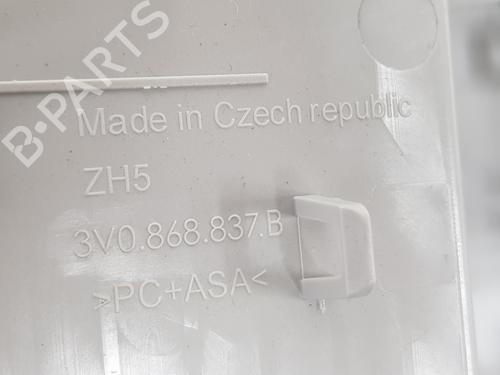 B-PARTS
Made in Czech republic
ZH5
3V0.868.837.B
>PC+ASA<